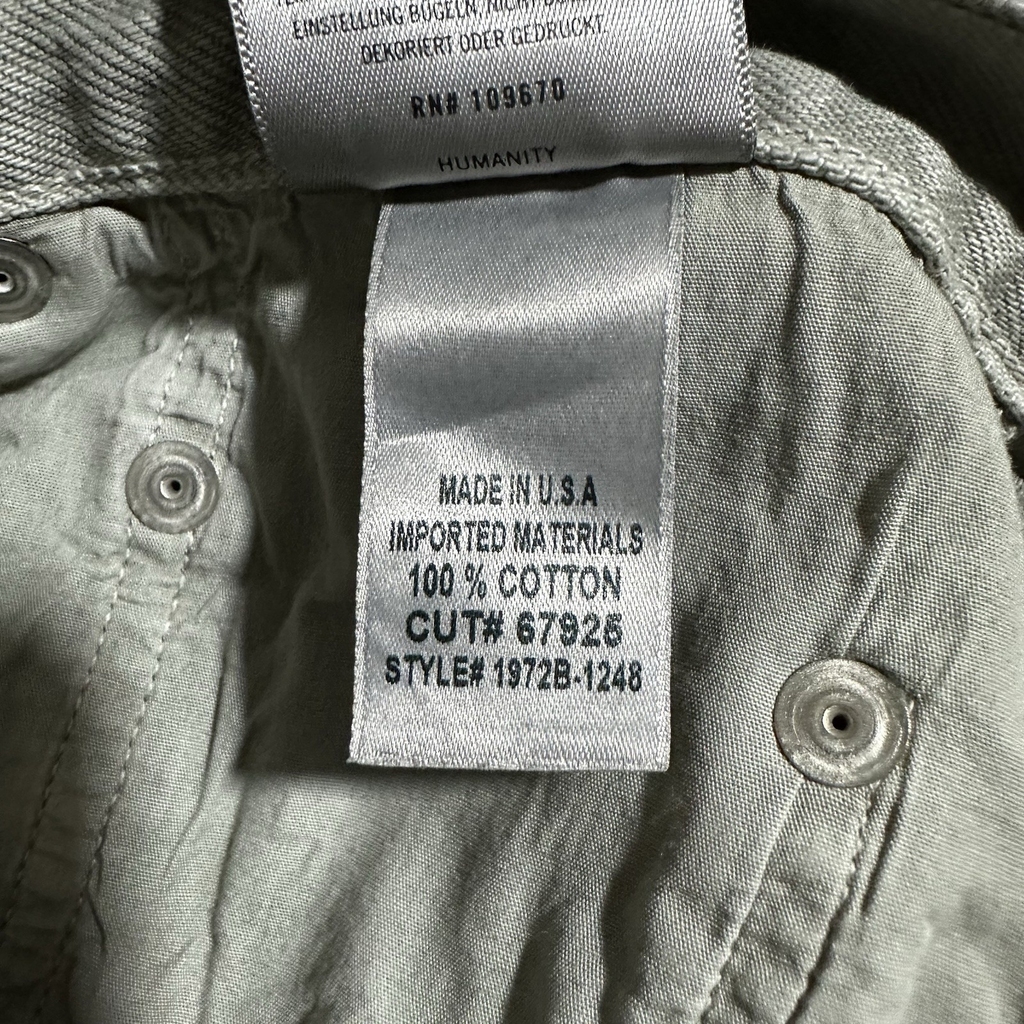 EINSTELLUNG BÜGELN. NICHT
DEKORIERT ODER GEDRUCKT.
RN# 109670
HUMANITY
MADE IN U.S.A
IMPORTED MATERIALS
100 % COTTON
CUT# 67925
STYLE# 1972B-1248